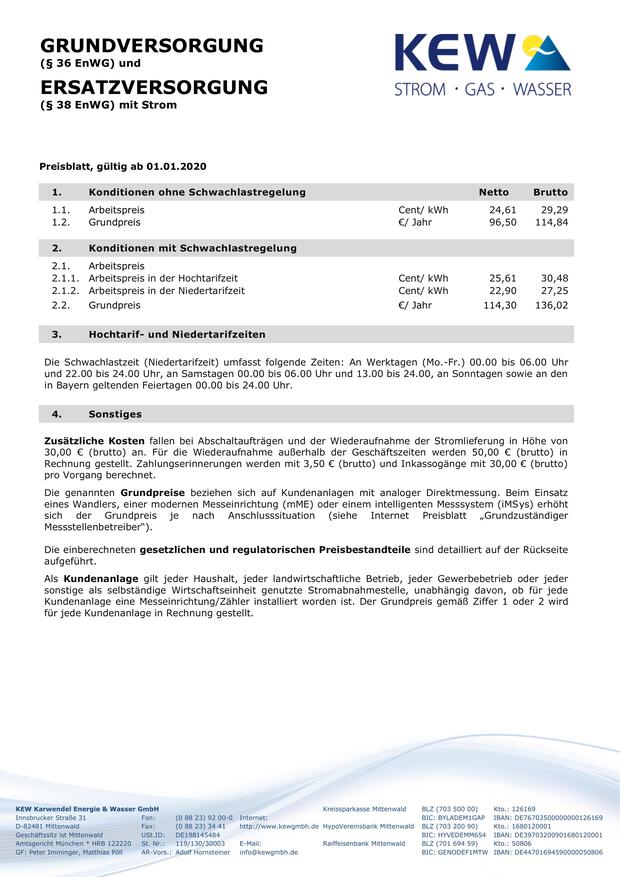 GRUNDVERSORGUNG
(§ 36 EnWG) und
ERSATZVERSORGUNG
(§ 38 EnWG) mit Strom
KEW
STROM · GAS · WASSER
Preisblatt, gültig ab 01.01.2020
1. Konditionen ohne Schwachlastregelung Netto Brutto
1.1. Arbeitspreis Cent/ kWh 24,61 29,29
1.2. Grundpreis €/ Jahr 96,50 114,84
2. Konditionen mit Schwachlastregelung
2.1. Arbeitspreis
2.1.1. Arbeitspreis in der Hochtarifzeit Cent/ kWh 25,61 30,48
2.1.2. Arbeitspreis in der Niedertarifzeit Cent/ kWh 22,90 27,25
2.2. Grundpreis €/ Jahr 114,30 136,02
3. Hochtarif- und Niedertarifzeiten
Die Schwachlastzeit (Niedertarifzeit) umfasst folgende Zeiten: An Werktagen (Mo.-Fr.) 00.00 bis 06.00 Uhr
und 22.00 bis 24.00 Uhr, an Samstagen 00.00 bis 06.00 Uhr und 13.00 bis 24.00, an Sonntagen sowie an den
in Bayern geltenden Feiertagen 00.00 bis 24.00 Uhr.
4. Sonstiges
Zusätzliche Kosten fallen bei Abschaltaufträgen und der Wiederaufnahme der Stromlieferung in Höhe von
30,00 € (brutto) an. Für die Wiederaufnahme außerhalb der Geschäftszeiten werden 50,00 € (brutto) in
Rechnung gestellt. Zahlungserinnerungen werden mit 3,50 € (brutto) und Inkassogänge mit 30,00 € (brutto)
pro Vorgang berechnet.
Die genannten Grundpreise beziehen sich auf Kundenanlagen mit analoger Direktmessung. Beim Einsatz
eines Wandlers, einer modernen Messeinrichtung (mME) oder einem intelligenten Messsystem (iMSys) erhöht
sich der Grundpreis je nach Anschlusssituation (siehe Internet Preisblatt „Grundzuständiger
Messstellenbetreiber“).
Die einberechneten gesetzlichen und regulatorischen Preisbestandteile sind detailliert auf der Rückseite
aufgeführt.
Als Kundenanlage gilt jeder Haushalt, jeder landwirtschaftliche Betrieb, jeder Gewerbebetrieb oder jeder
sonstige als selbständige Wirtschaftseinheit genutzte Stromabnahmestelle, unabhängig davon, ob für jede
Kundenanlage eine Messeinrichtung/Zähler installiert worden ist. Der Grundpreis gemäß Ziffer 1 oder 2 wird
für jede Kundenanlage in Rechnung gestellt.
KEW Karwendel Energie & Wasser GmbH Kreissparkasse Mittenwald BLZ (703 500 00) Kto.: 126169
Innsbrucker Straße 31 Fon: (0 88 23) 92 00-0 Internet: BIC: BYLADEM1GAP IBAN: DE76703500000000126169
D-82481 Mittenwald Fax: (0 88 23) 34 41 http://www.kewgmbh.de HypoVereinsbank Mittenwald BLZ (703 200 90) Kto.: 1680120001
Geschäftssitz ist Mittenwald USt.ID: DE198145484 BIC: HYVEDEMM654 IBAN: DE39703200901680120001
Amtsgericht München * HRB 122220 St. Nr.: 119/130/30003 E-Mail: Raiffeisenbank Mittenwald BLZ (701 694 59) Kto.: 50806
GF: Peter Imminger, Matthias Pöll AR-Vors.: Adolf Hornsteiner info@kewgmbh.de BIC: GENODEF1MTW IBAN: DE44701694590000050806